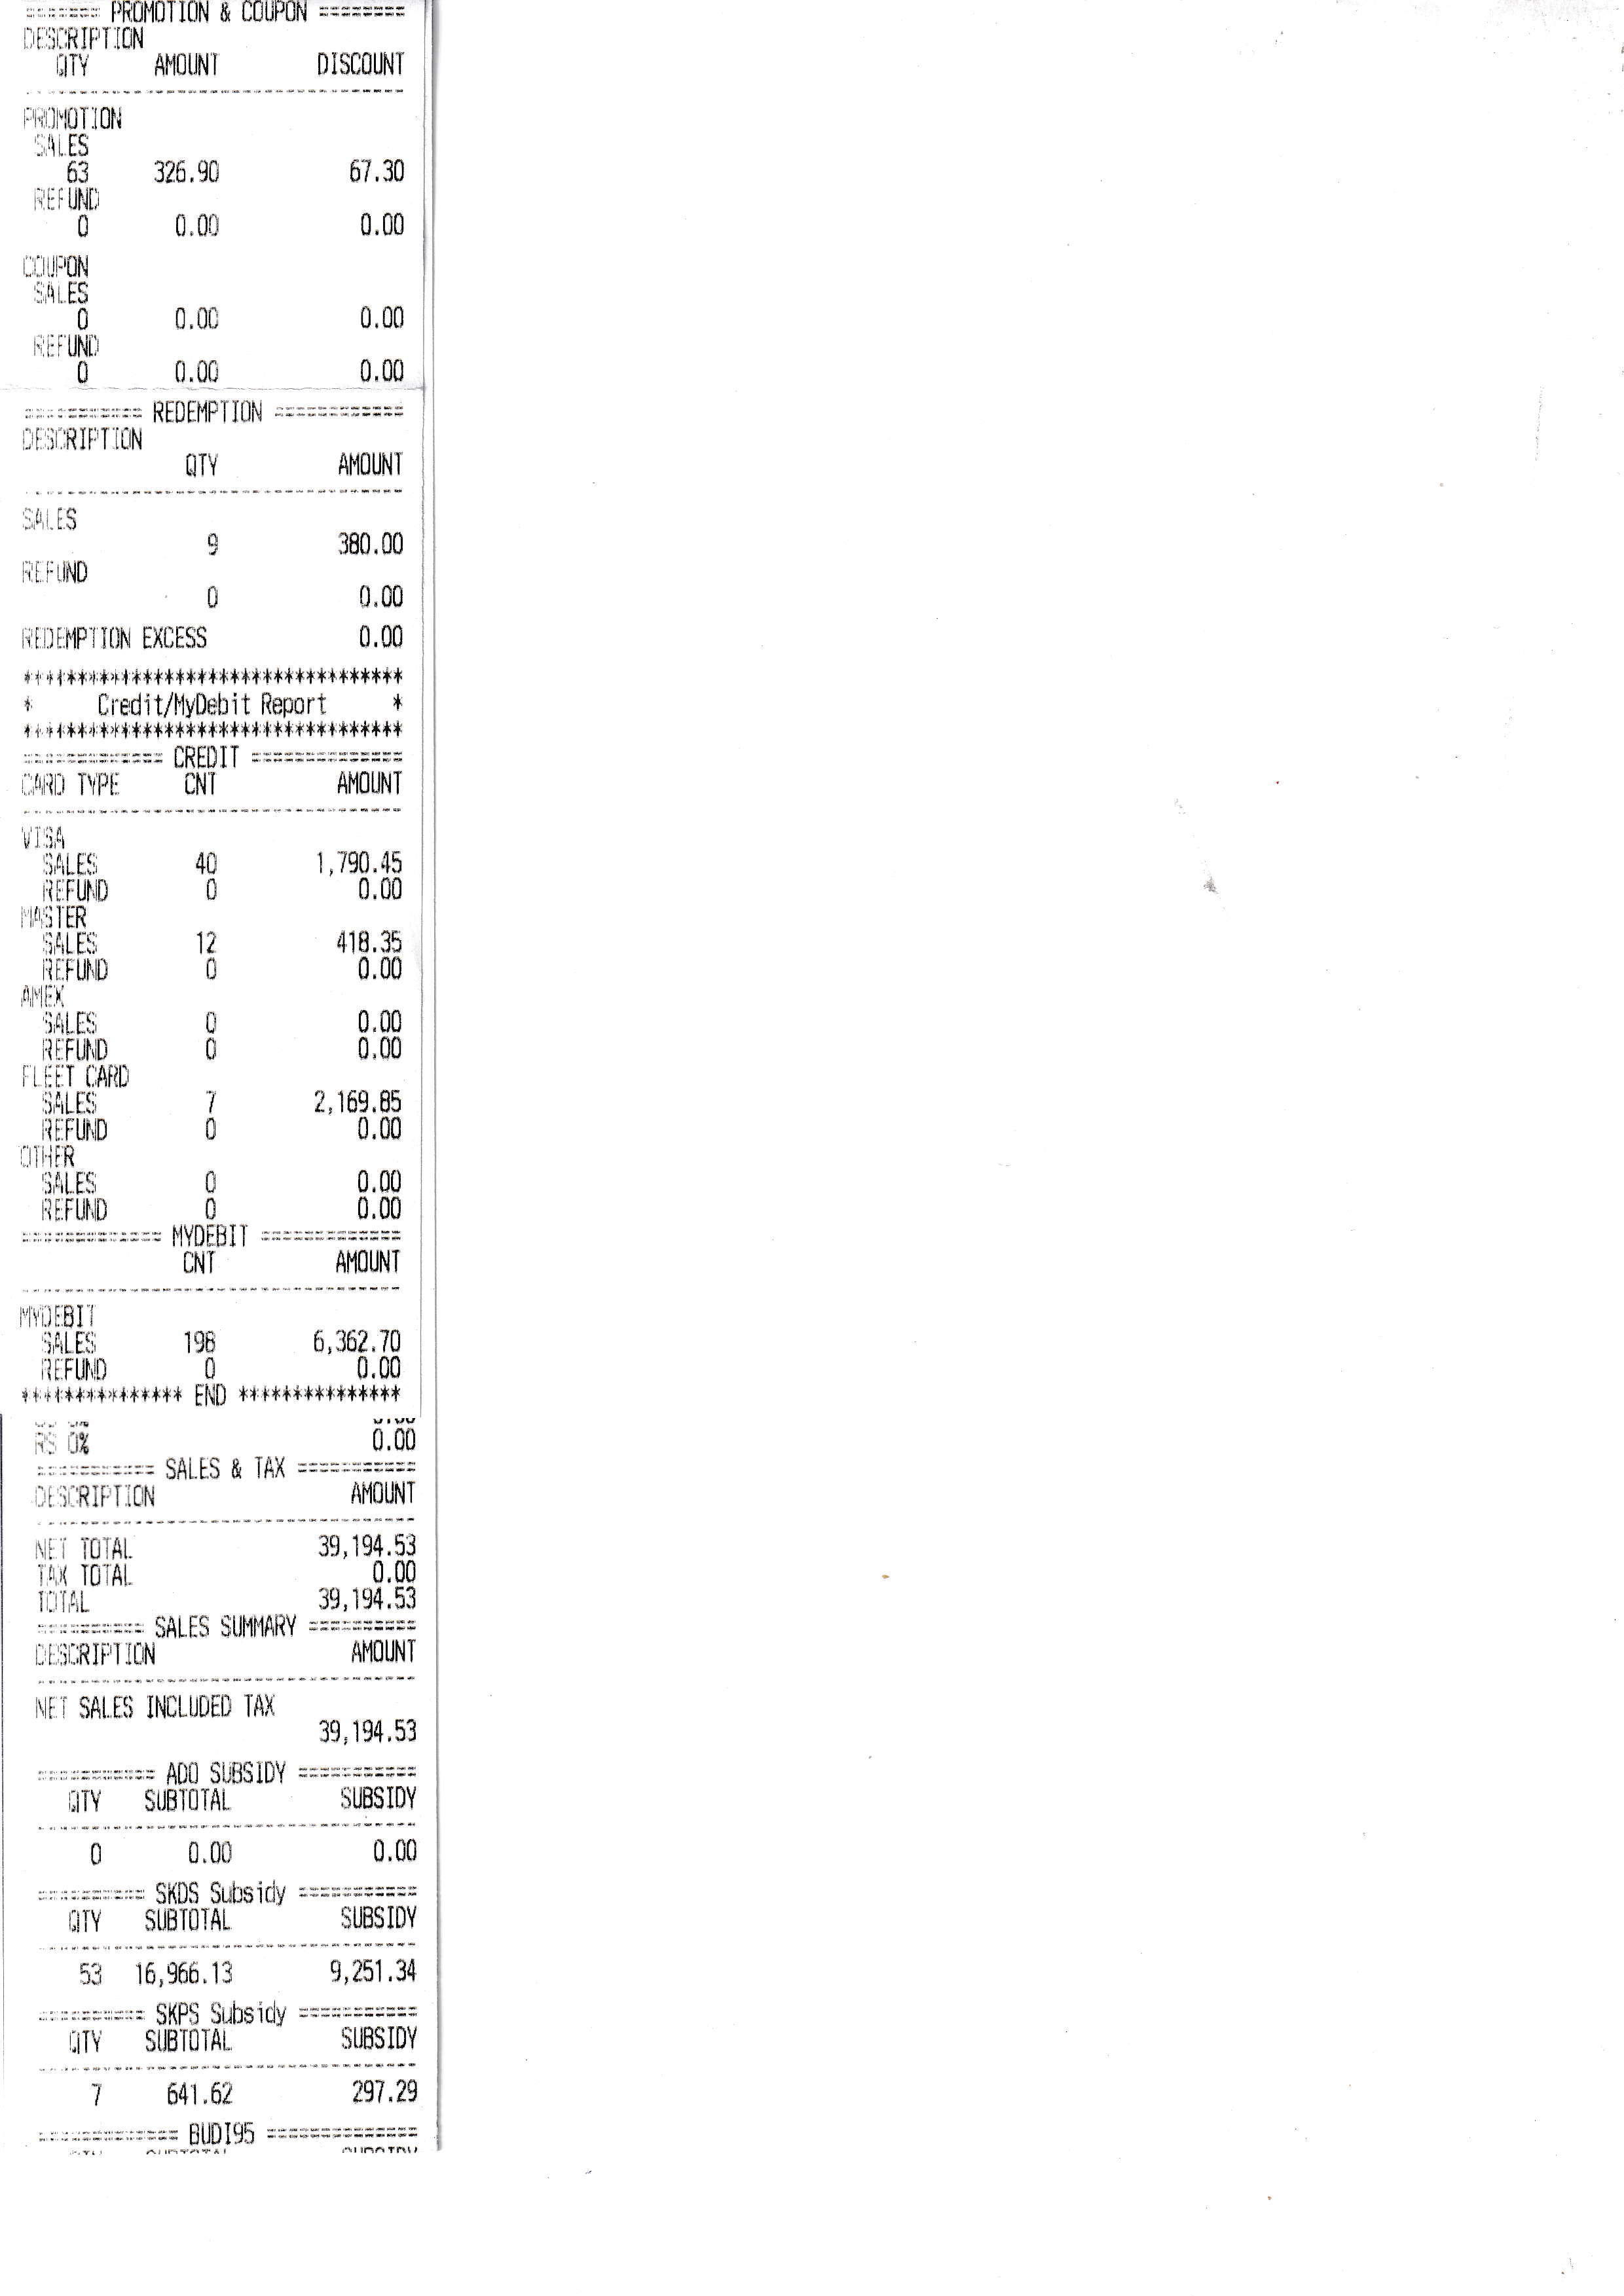 ======= PROMOTION & COUPON ========
DESCRIPTION
QTY AMOUNT DISCOUNT
-----------------------------------
PROMOTION
SALES
63 326.90 67.30
REFUND
0 0.00 0.00
COUPON
SALES
0 0.00 0.00
REFUND
0 0.00 0.00
=========== REDEMPTION ============
DESCRIPTION
QTY AMOUNT
-----------------------------------
SALES
9 380.00
REFUND
0 0.00
REDEMPTION EXCESS 0.00
***********************************
* Credit/MyDebit Report *
***********************************
============= CREDIT ==============
CARD TYPE CNT AMOUNT
-----------------------------------
VISA
SALES 40 1,790.45
REFUND 0 0.00
MASTER
SALES 12 418.35
REFUND 0 0.00
AMEX
SALES 0 0.00
REFUND 0 0.00
FLEET CARD
SALES 7 2,169.85
REFUND 0 0.00
OTHER
SALES 0 0.00
REFUND 0 0.00
============= MYDEBIT =============
CNT AMOUNT
-----------------------------------
MYDEBIT
SALES 198 6,362.70
REFUND 0 0.00
*************** END ***************
RS 0% 0.00
=========== SALES & TAX ===========
DESCRIPTION AMOUNT
-----------------------------------
NET TOTAL 39,194.53
TAX TOTAL 0.00
TOTAL 39,194.53
========== SALES SUMMARY ==========
DESCRIPTION AMOUNT
-----------------------------------
NET SALES INCLUDED TAX
39,194.53
=========== ADO SUBSIDY ===========
QTY SUBTOTAL SUBSIDY
-----------------------------------
0 0.00 0.00
========== SKDS Subsidy ===========
QTY SUBTOTAL SUBSIDY
-----------------------------------
53 16,966.13 9,251.34
========== SKPS Subsidy ===========
QTY SUBTOTAL SUBSIDY
-----------------------------------
7 641.62 297.29
============= BUDI95 ==============